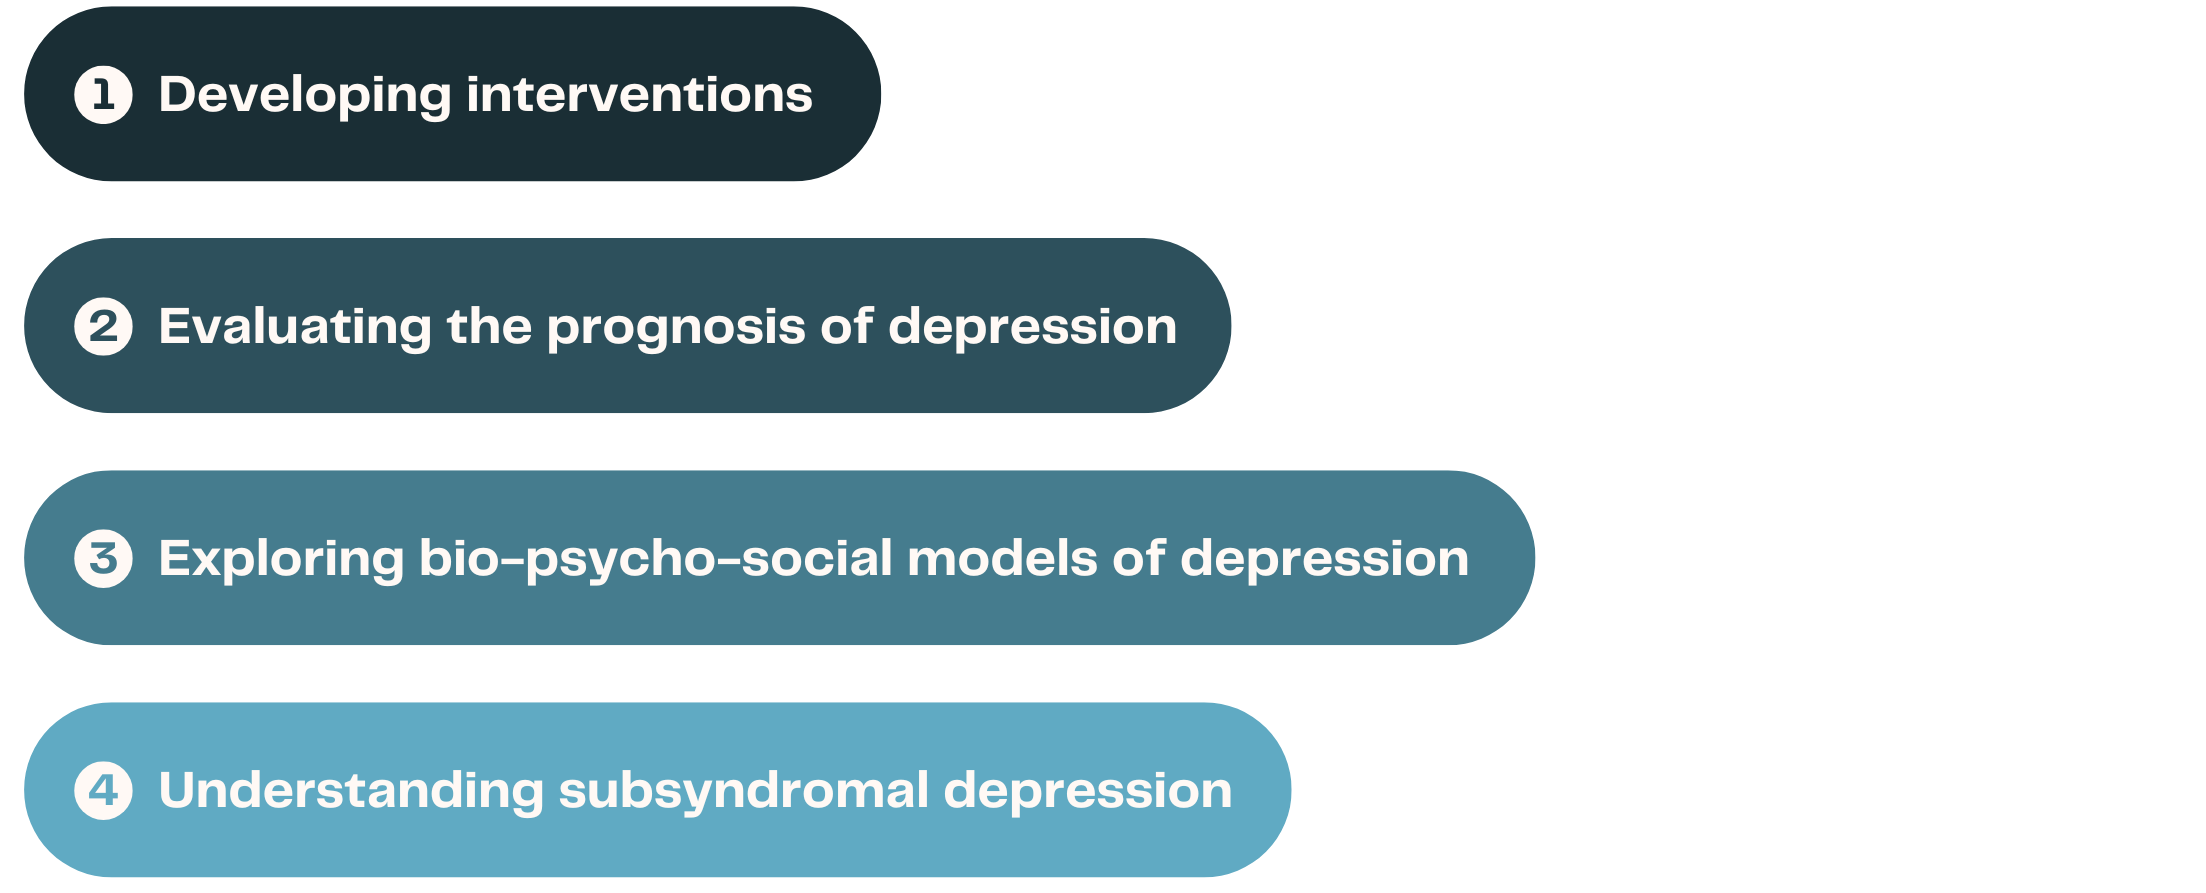 1 Developing interventions
2 Evaluating the prognosis of depression
3 Exploring bio-psycho-social models of depression
4 Understanding subsyndromal depression